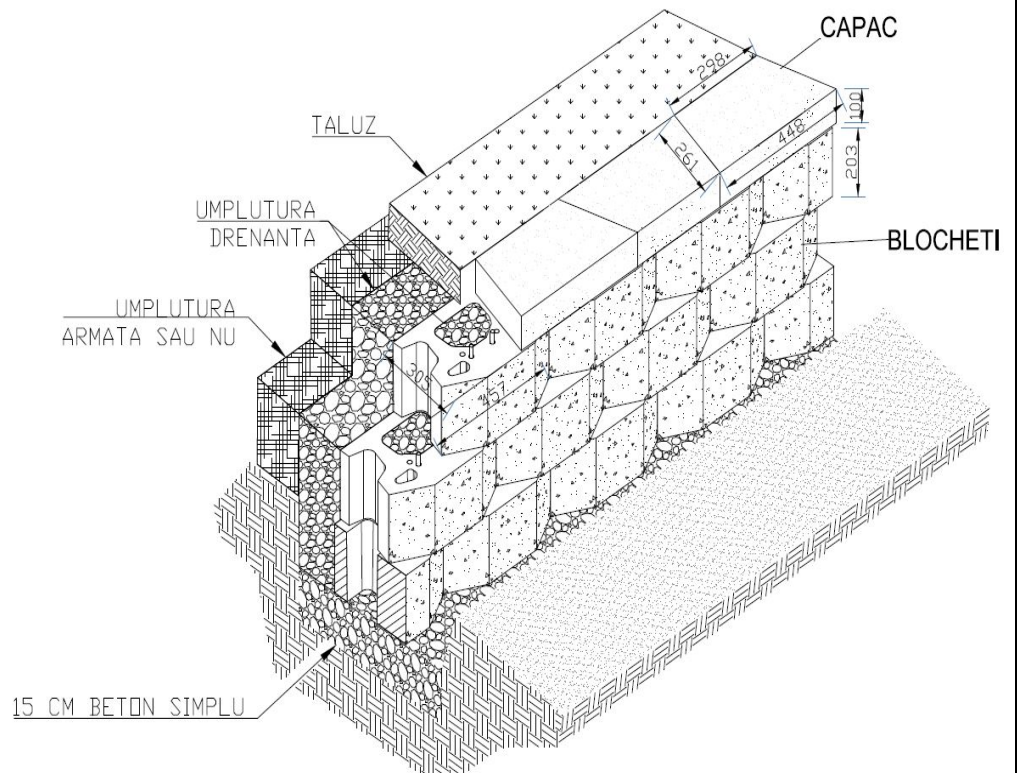 CAPAC
298
100
448
TALUZ
261
203
UMPLUTURA
DRENANTA
BLOCHETI
UMPLUTURA
ARMATA SAU NU
305
457
15 CM BETON SIMPLU